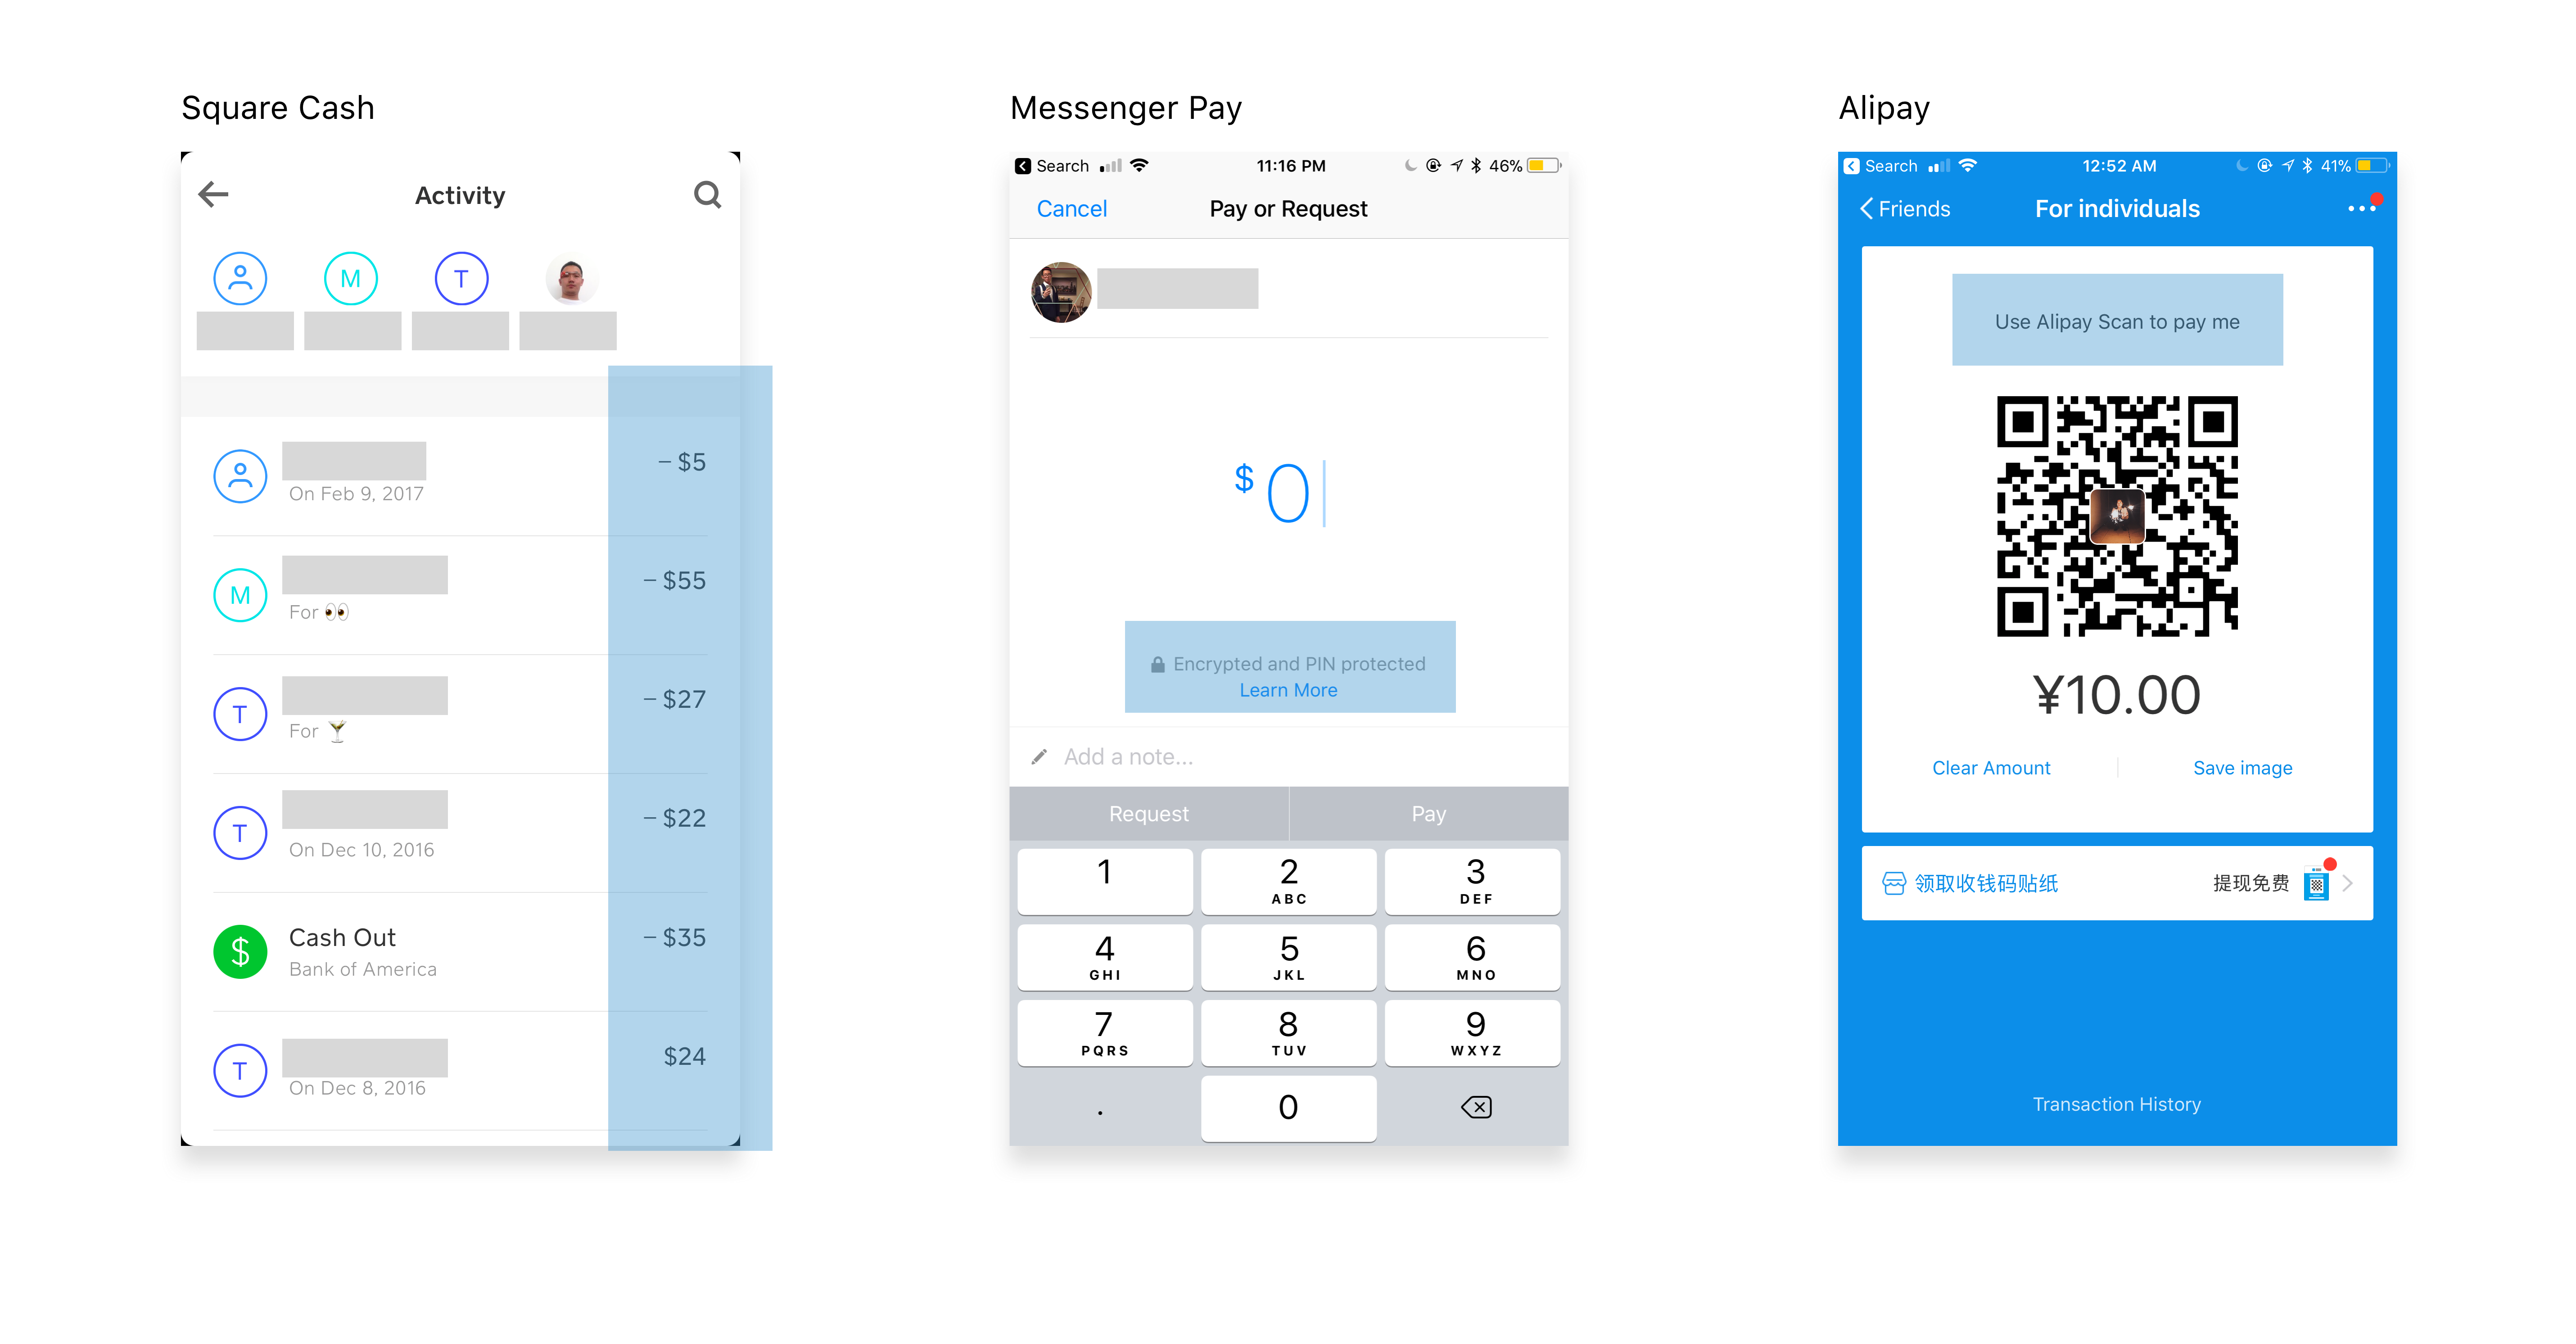 Square Cash
Activity
M
T
On Feb 9, 2017
– $5
M
For 👀
– $55
T
For 🍸
– $27
T
On Dec 10, 2016
– $22
$
Cash Out
Bank of America
– $35
T
On Dec 8, 2016
$24
Messenger Pay
Search 11:16 PM 46%
Cancel Pay or Request
$ 0
Encrypted and PIN protected
Learn More
Add a note...
Request Pay
1 2 3
ABC DEF
4 5 6
GHI JKL MNO
7 8 9
PQRS TUV WXYZ
. 0
Alipay
Search 12:52 AM 41%
Friends For individuals
Use Alipay Scan to pay me
¥10.00
Clear Amount Save image
领取收钱码贴纸 提现免费
Transaction History